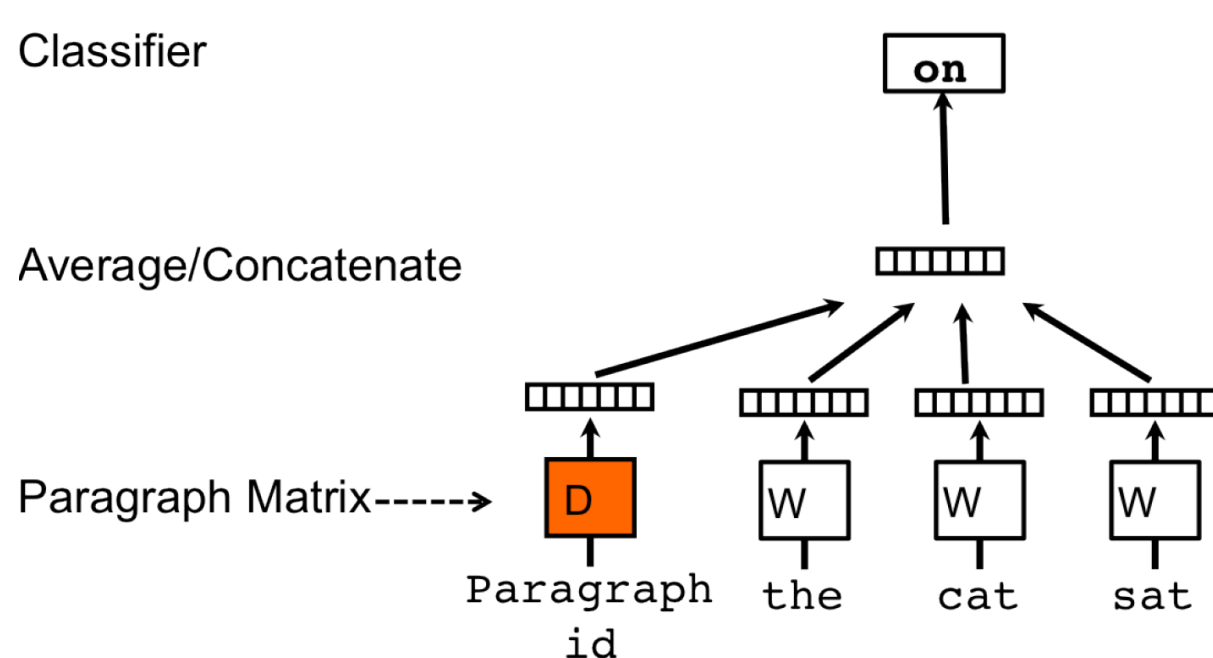 Classifier
on
Average/Concatenate
Paragraph Matrix
D
W
W
W
Paragraph
id
the
cat
sat